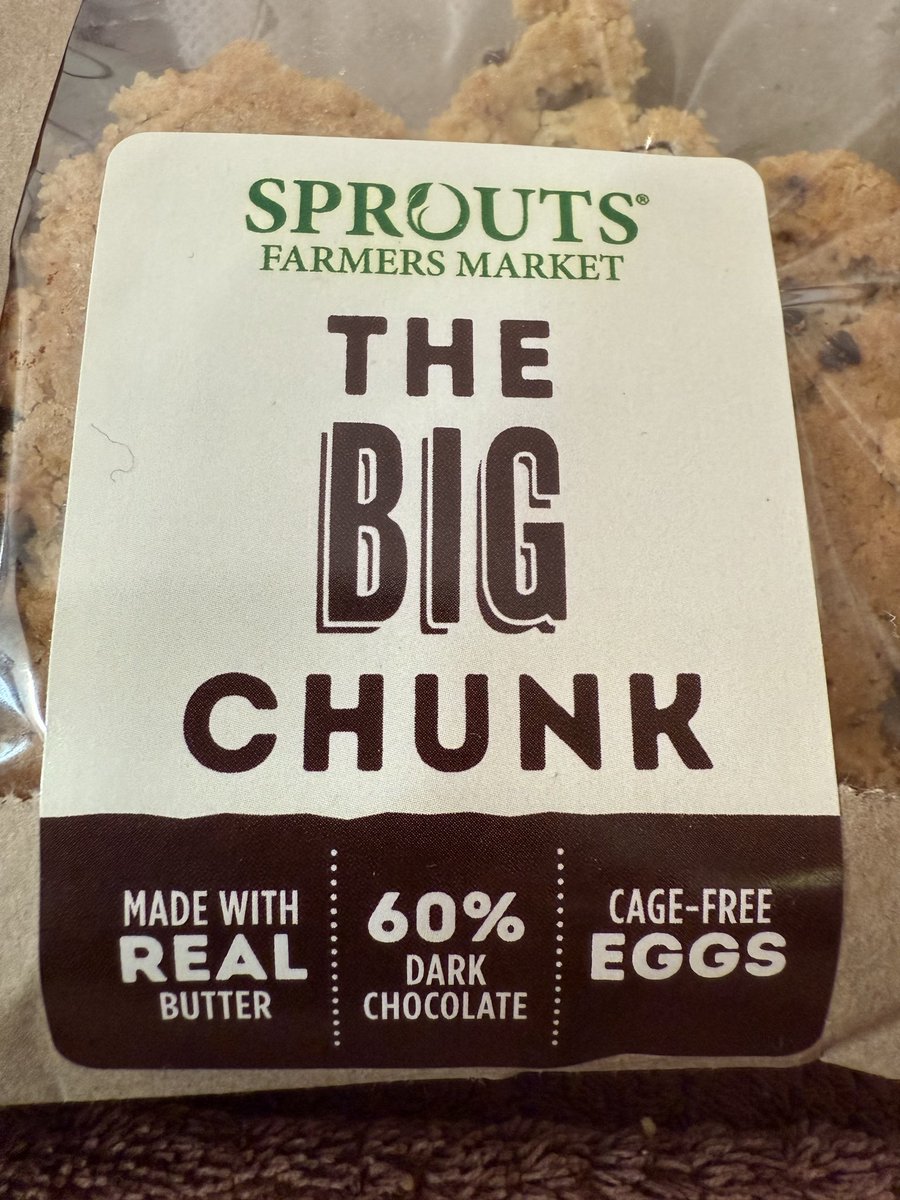 SPROUTS®
FARMERS MARKET
THE
BIG
CHUNK
MADE WITH
REAL
BUTTER
60%
DARK
CHOCOLATE
CAGE-FREE
EGGS